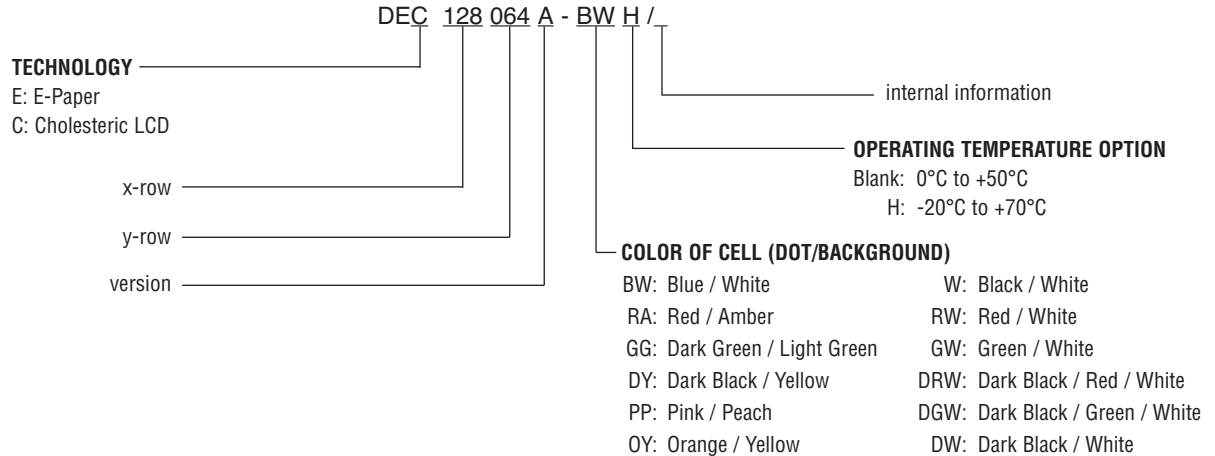 DEC 128 064 A - BW H /_
TECHNOLOGY
E: E-Paper
C: Cholesteric LCD
x-row
y-row
version
internal information
OPERATING TEMPERATURE OPTION
Blank: 0°C to +50°C
H: -20°C to +70°C
COLOR OF CELL (DOT/BACKGROUND)
BW: Blue / White
RA: Red / Amber
GG: Dark Green / Light Green
DY: Dark Black / Yellow
PP: Pink / Peach
OY: Orange / Yellow
W: Black / White
RW: Red / White
GW: Green / White
DRW: Dark Black / Red / White
DGW: Dark Black / Green / White
DW: Dark Black / White